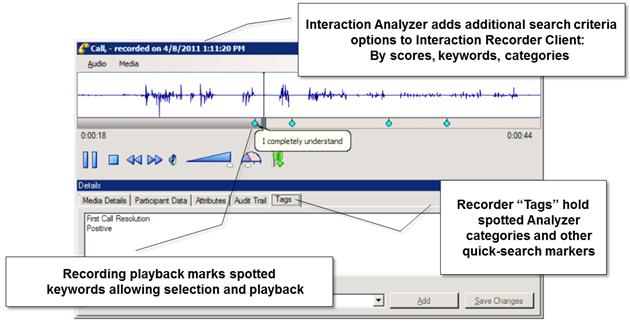 Interaction Analyzer adds additional search criteria
options to Interaction Recorder Client:
By scores, keywords, categories
Call, - recorded on 4/8/2011 1:11:20 PM
Audio Media
I completely understand
0:00:18 0:00:44
Details
Media Details Participant Data Attributes Audit Trail Tags
First Call Resolution
Positive
Recorder “Tags” hold
spotted Analyzer
categories and other
quick-search markers
Recording playback marks spotted
keywords allowing selection and playback
Add Save Changes